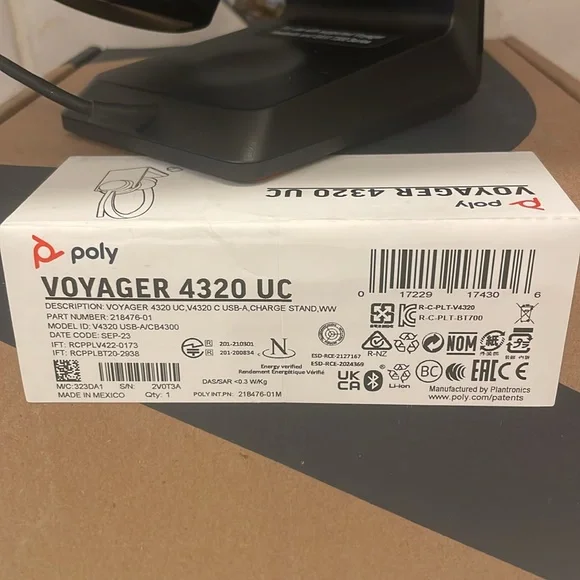 VOYAGER 4320 UC
poly
poly
VOYAGER 4320 UC
DESCRIPTION: VOYAGER 4320 UC,V4320 C USB-A,CHARGE STAND,WW
PART NUMBER: 218476-01
MODEL ID: V4320 USB-A/CB4300
DATE CODE: SEP-23
IFT: RCPPLV422-0173
IFT: RCPPLBT20-2938
201-210301
201-200834
N
Energy verified
Rendement Énergétique Vérifié
ESD-RCE-2127167
ESD-RCE-2024369
0 17229 17430 6
R-C-PLT-V4320
R-C-PLT-BT700
R-NZ
NOM
M/C:323DA1 S/N: 2V0T3A
MADE IN MEXICO Qty: 1
DAS/SAR <0.3 W/Kg
POLY INT.PN: 218476-01M
UK CA
Li-ion
BC
EAC
CE
Manufactured by Plantronics
www.poly.com/patents